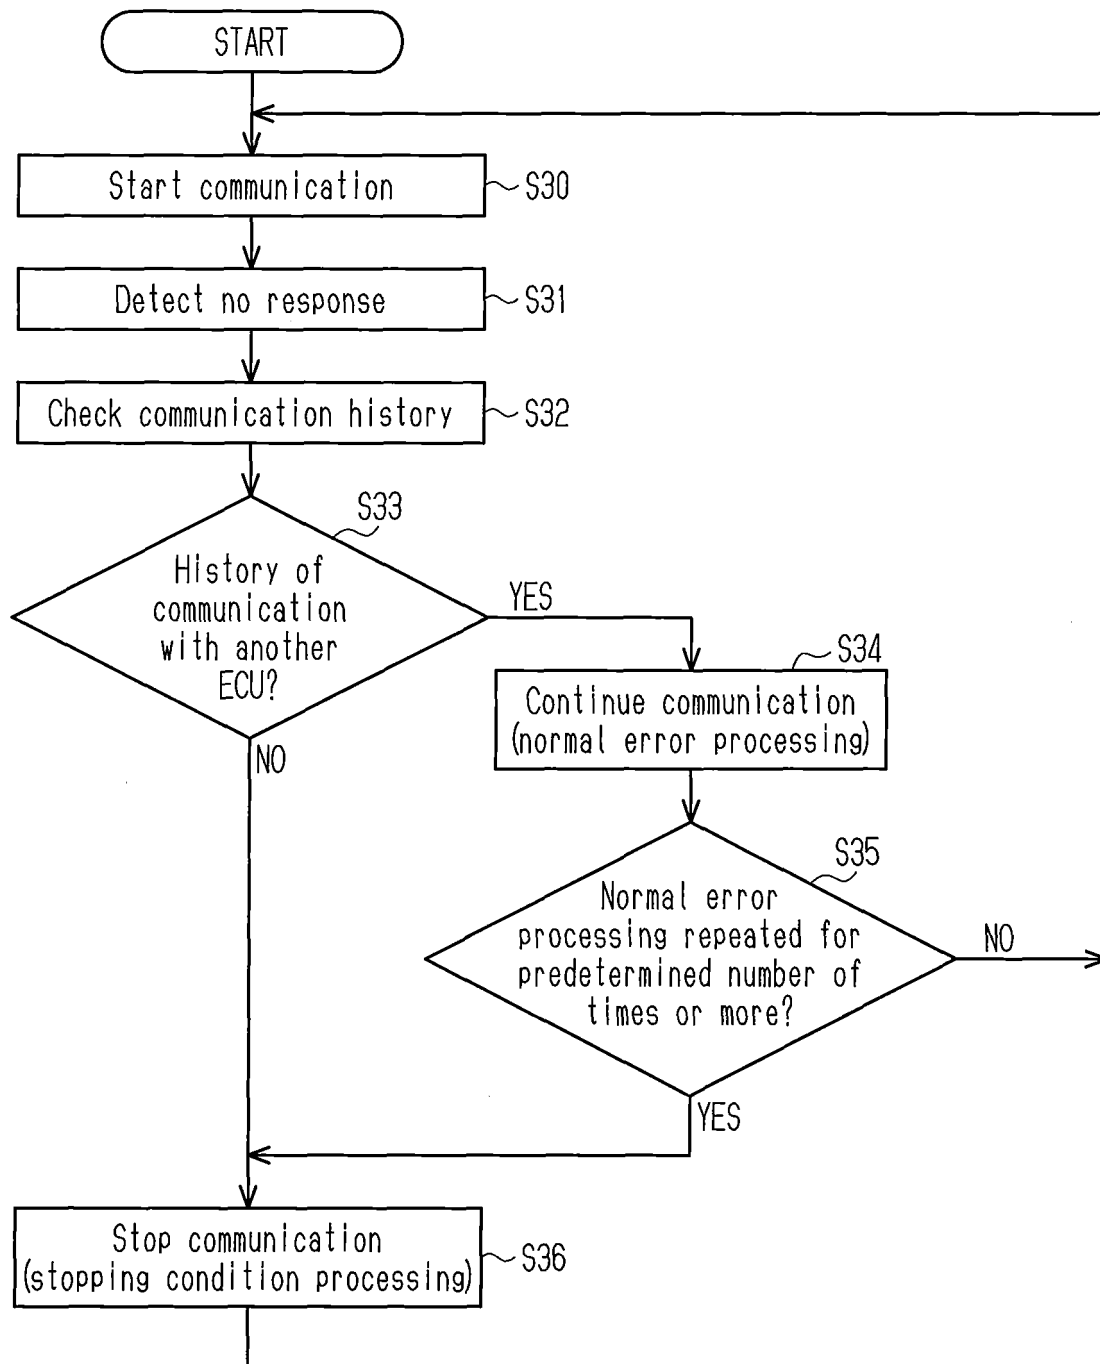 START
Start communication
S30
Detect no response
S31
Check communication history
S32
S33
History of
communication
with another
ECU?
YES
NO
S34
Continue communication
(normal error processing)
S35
Normal error
processing repeated for
predetermined number of
times or more?
NO
YES
Stop communication
(stopping condition processing)
S36